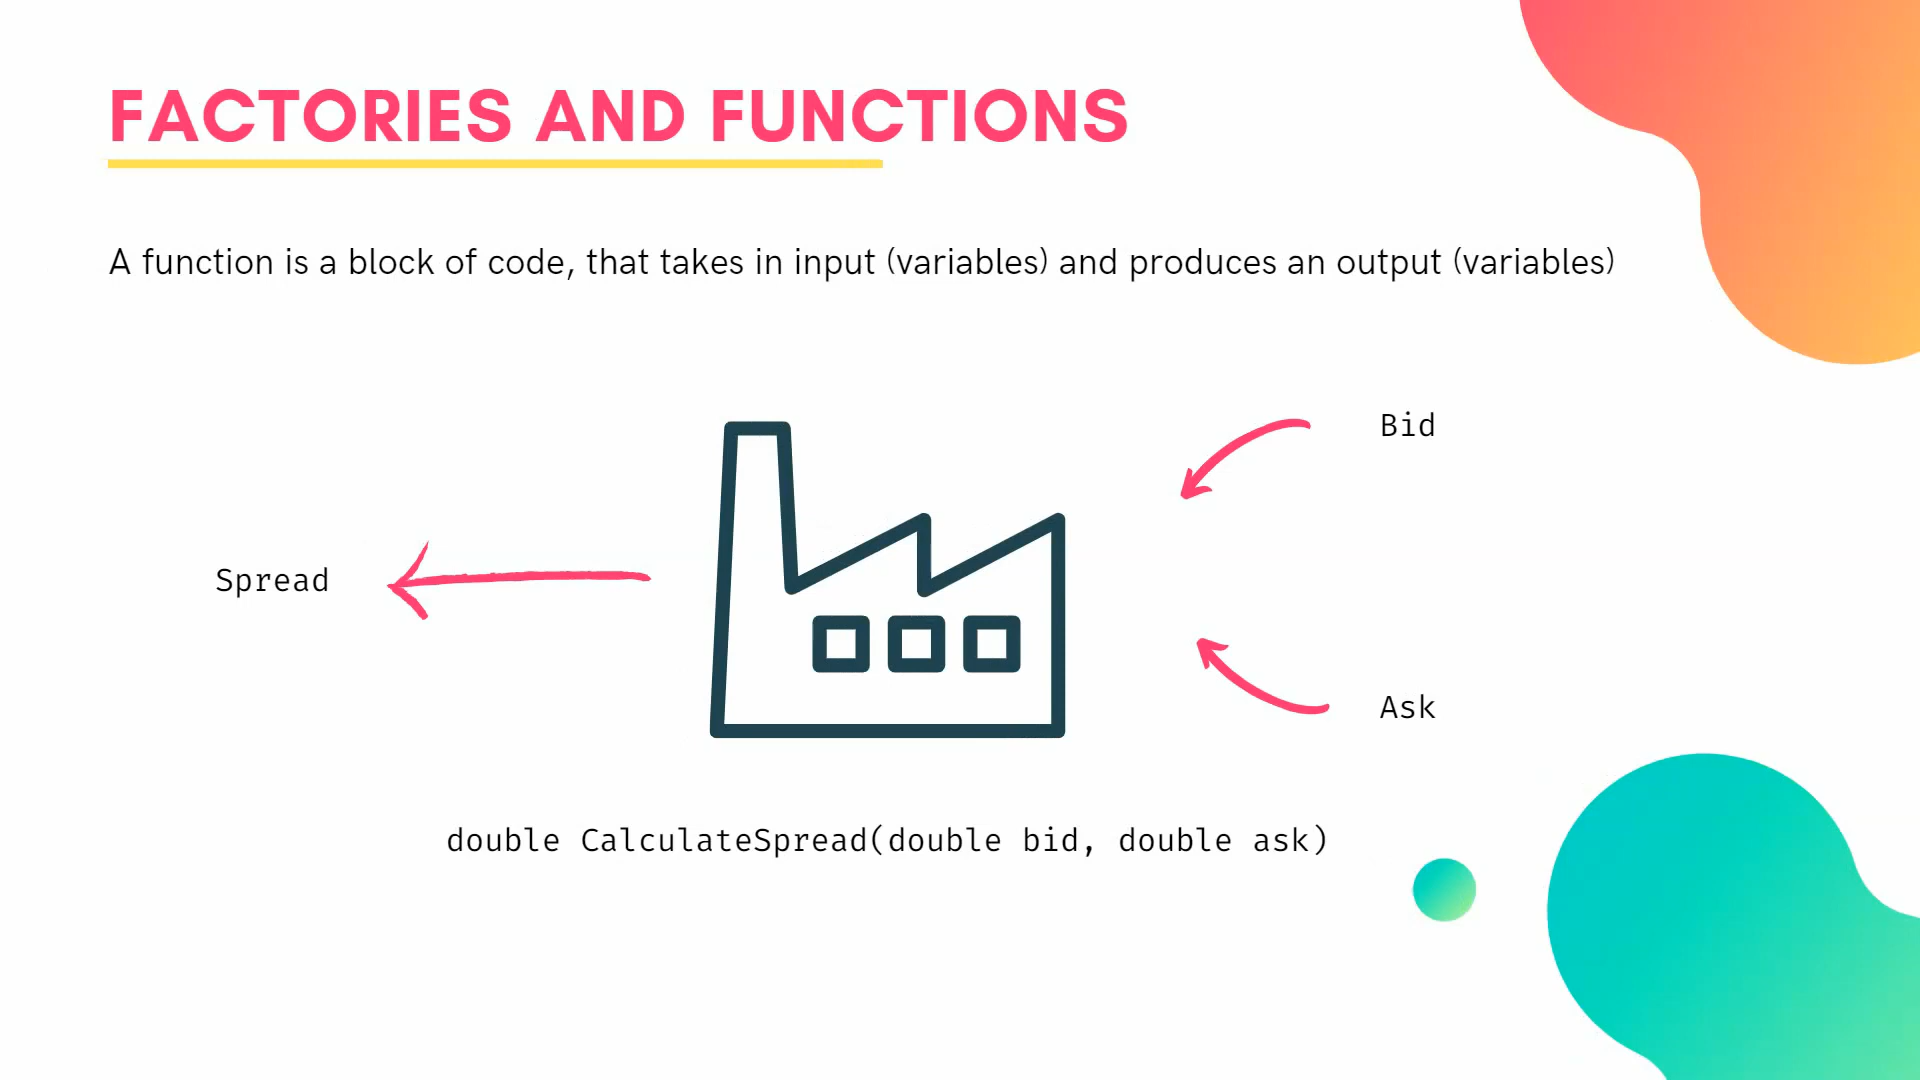 FACTORIES AND FUNCTIONS
A function is a block of code, that takes in input (variables) and produces an output (variables)
Bid
Spread
Ask
double CalculateSpread(double bid, double ask)